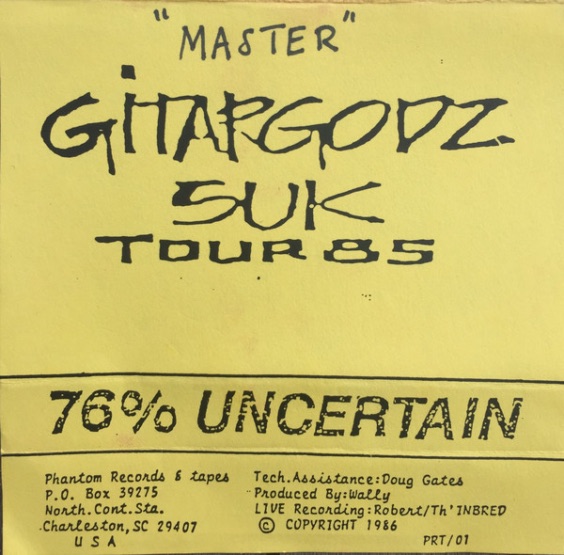 "MASTER"
GiTARGODZ
SUK
TOUR 85
76% UNCERTAIN
Phantom Records & tapes
P.O. Box 39275
North.Cont.Sta.
Charleston,SC 29407
U S A
Tech.Assistance:Doug Gates
Produced By:Wally
LIVE Recording:Robert/Th'INBRED
© COPYRIGHT 1986
PRT/01